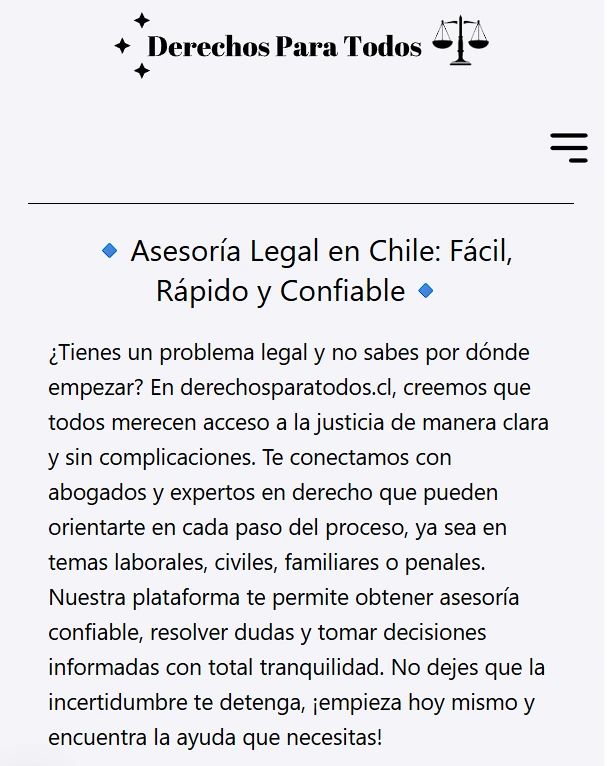 Derechos Para Todos
🔹 Asesoría Legal en Chile: Fácil,
Rápido y Confiable 🔹
¿Tienes un problema legal y no sabes por dónde
empezar? En derechosparatodos.cl, creemos que
todos merecen acceso a la justicia de manera clara
y sin complicaciones. Te conectamos con
abogados y expertos en derecho que pueden
orientarte en cada paso del proceso, ya sea en
temas laborales, civiles, familiares o penales.
Nuestra plataforma te permite obtener asesoría
confiable, resolver dudas y tomar decisiones
informadas con total tranquilidad. No dejes que la
incertidumbre te detenga, ¡empieza hoy mismo y
encuentra la ayuda que necesitas!